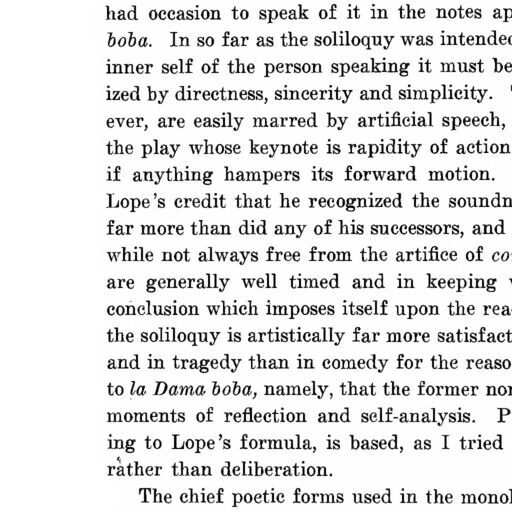 had occasion to speak of it in the notes ap
boba. In so far as the soliloquy was intended
inner self of the person speaking it must be
ized by directness, sincerity and simplicity.
ever, are easily marred by artificial speech,
the play whose keynote is rapidity of action
if anything hampers its forward motion.
Lope's credit that he recognized the soundn
far more than did any of his successors, and
while not always free from the artifice of co
are generally well timed and in keeping
conclusion which imposes itself upon the rea
the soliloquy is artistically far more satisfact
and in tragedy than in comedy for the reaso
to la Dama boba, namely, that the former nor
moments of reflection and self-analysis. P
ing to Lope's formula, is based, as I tried
rather than deliberation.
The chief poetic forms used in the monol